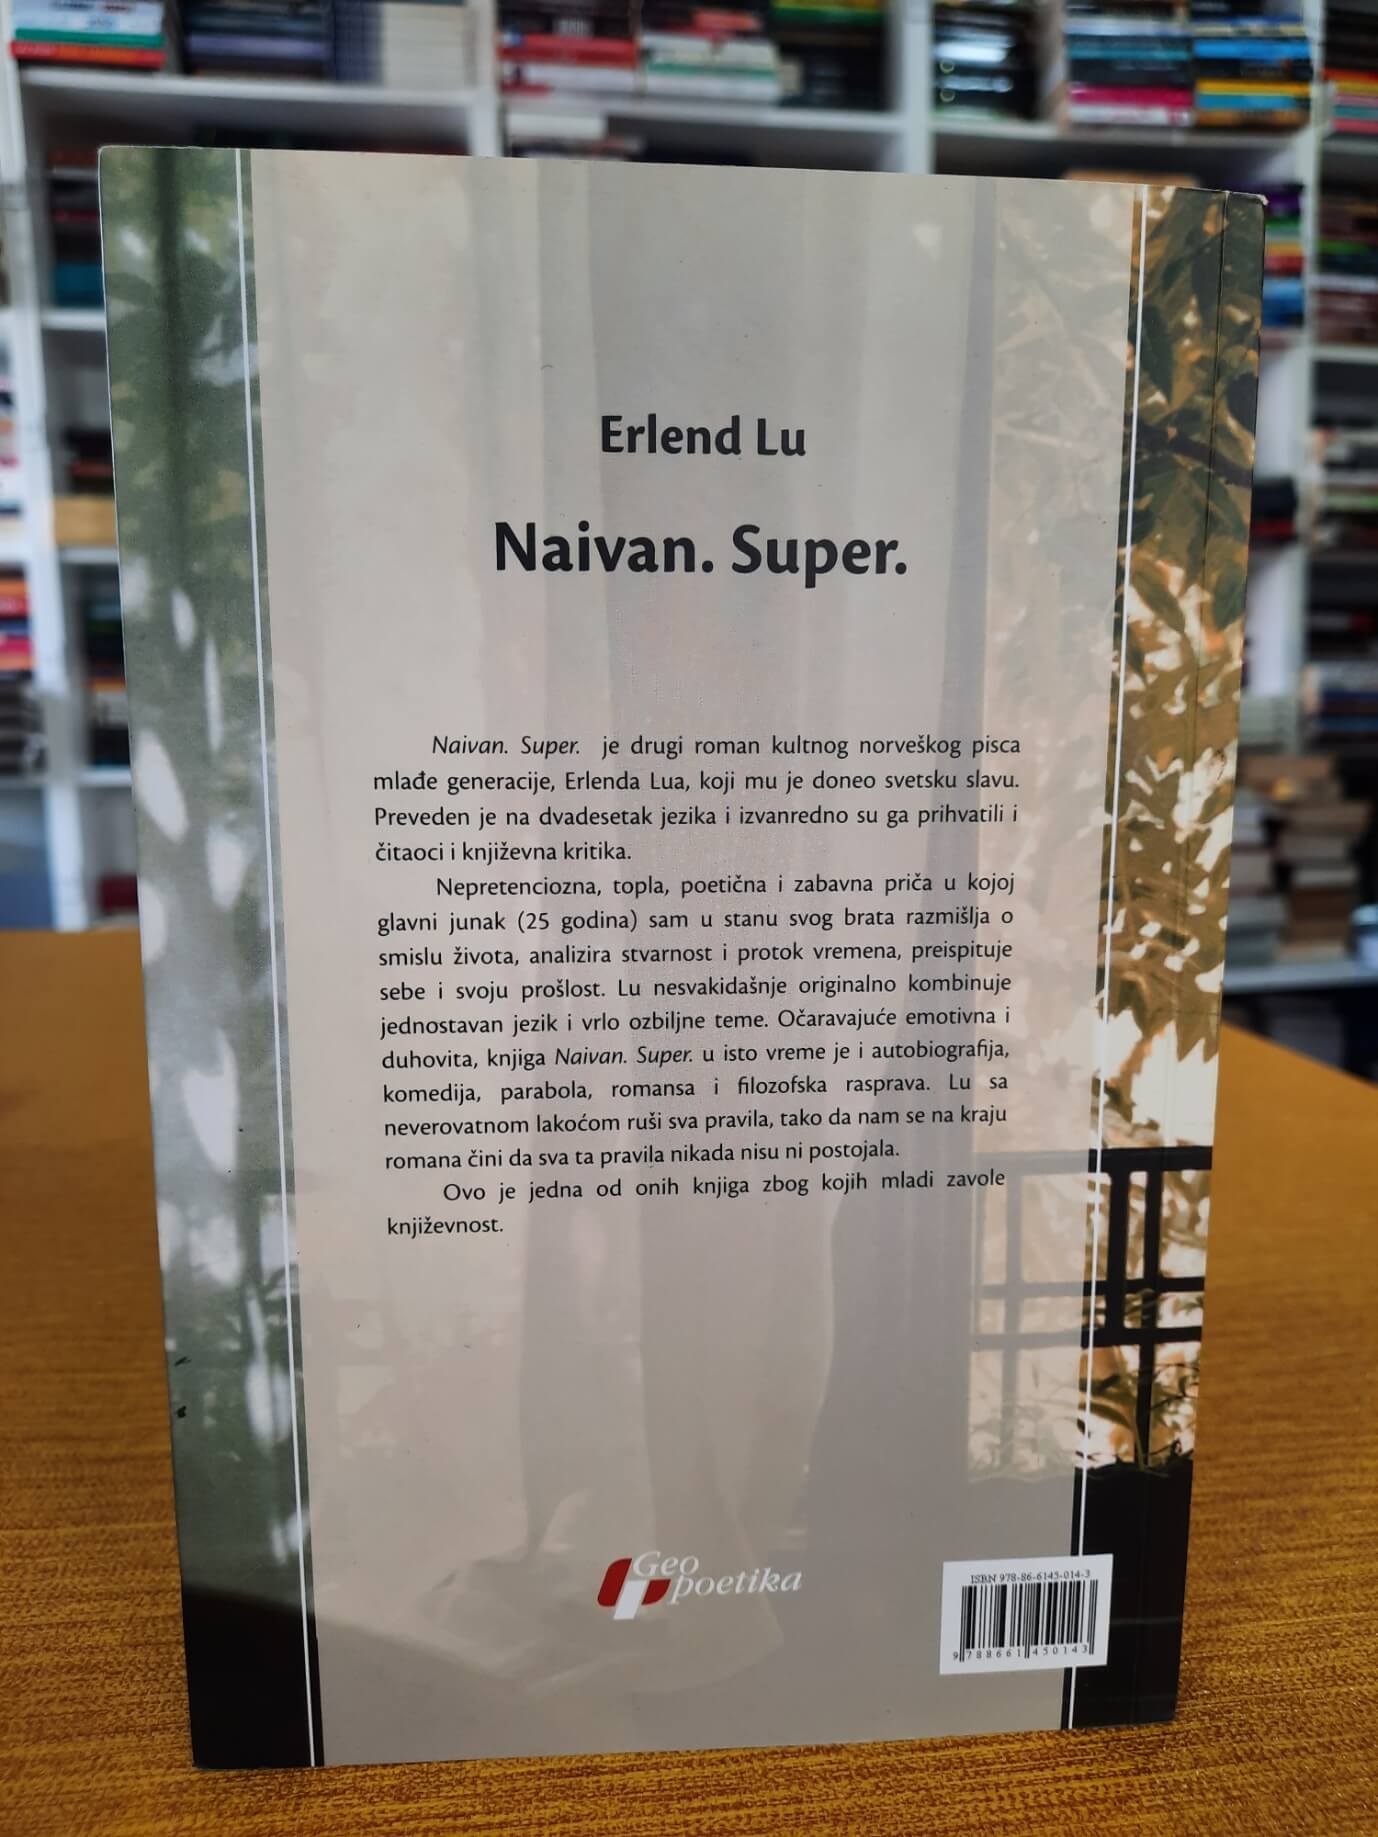 Erlend Lu
Naivan. Super.
Naivan. Super. je drugi roman kultnog norveškog pisca
mlađe generacije, Erlenda Lua, koji mu je doneo svetsku slavu.
Preveden je na dvadesetak jezika i izvanredno su ga prihvatili i
čitaoci i književna kritika.
Nepretenciozna, topla, poetična i zabavna priča u kojoj
glavni junak (25 godina) sam u stanu svog brata razmišlja o
smislu života, analizira stvarnost i protok vremena, preispituje
sebe i svoju prošlost. Lu nesvakidašnje originalno kombinuje
jednostavan jezik i vrlo ozbiljne teme. Očaravajuće emotivna i
duhovita, knjiga Naivan. Super. u isto vreme je i autobiografija,
komedija, parabola, romansa i filozofska rasprava. Lu sa
neverovatnom lakoćom ruši sva pravila, tako da nam se na kraju
romana čini da sva ta pravila nikada nisu ni postojala.
Ovo je jedna od onih knjiga zbog kojih mladi zavole
književnost.
Geo
poetika
ISBN 978-86-6145-014-3
9 788661 450143